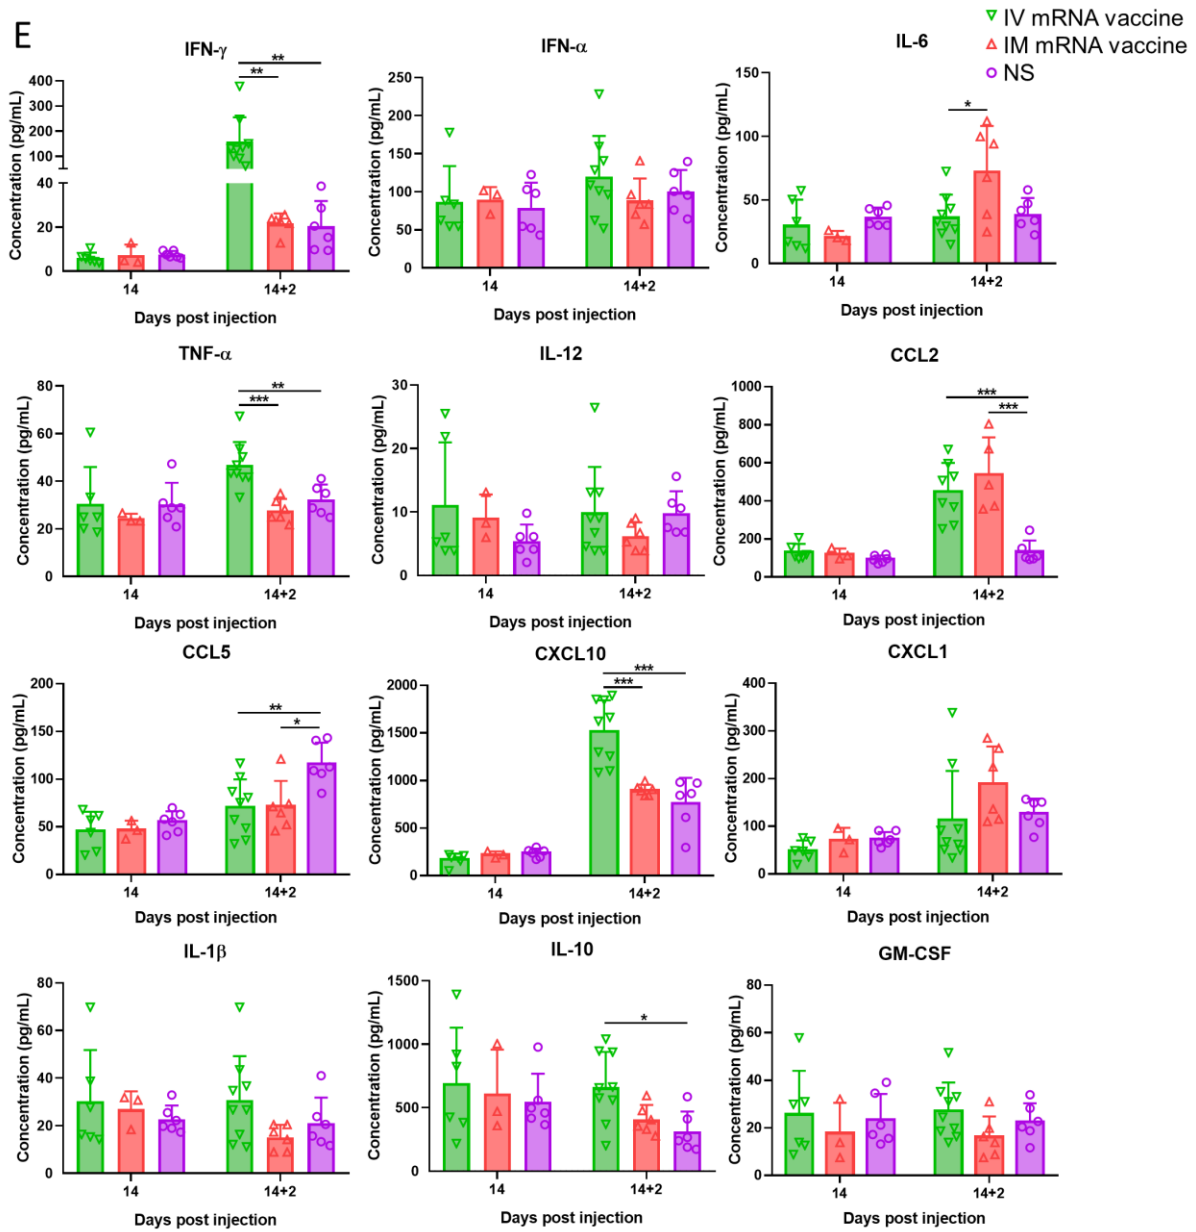 E
IV mRNA vaccine
IM mRNA vaccine
NS
IFN-γ
Concentration (pg/mL)
400
300
200
100
40
20
0
**
**
14
14+2
Days post injection
IFN-α
Concentration (pg/mL)
250
200
150
100
50
0
14
14+2
Days post injection
IL-6
Concentration (pg/mL)
150
100
50
0
*
14
14+2
Days post injection
TNF-α
Concentration (pg/mL)
80
60
40
20
0
**
***
14
14+2
Days post injection
IL-12
Concentration (pg/mL)
30
20
10
0
14
14+2
Days post injection
CCL2
Concentration (pg/mL)
1000
800
600
400
200
0
***
***
14
14+2
Days post injection
CCL5
Concentration (pg/mL)
200
150
100
50
0
**
*
14
14+2
Days post injection
CXCL10
Concentration (pg/mL)
2000
1500
1000
500
0
***
***
14
14+2
Days post injection
CXCL1
Concentration (pg/mL)
400
300
200
100
0
14
14+2
Days post injection
IL-1β
Concentration (pg/mL)
80
60
40
20
0
14
14+2
Days post injection
IL-10
Concentration (pg/mL)
1500
1000
500
0
*
14
14+2
Days post injection
GM-CSF
Concentration (pg/mL)
80
60
40
20
0
14
14+2
Days post injection